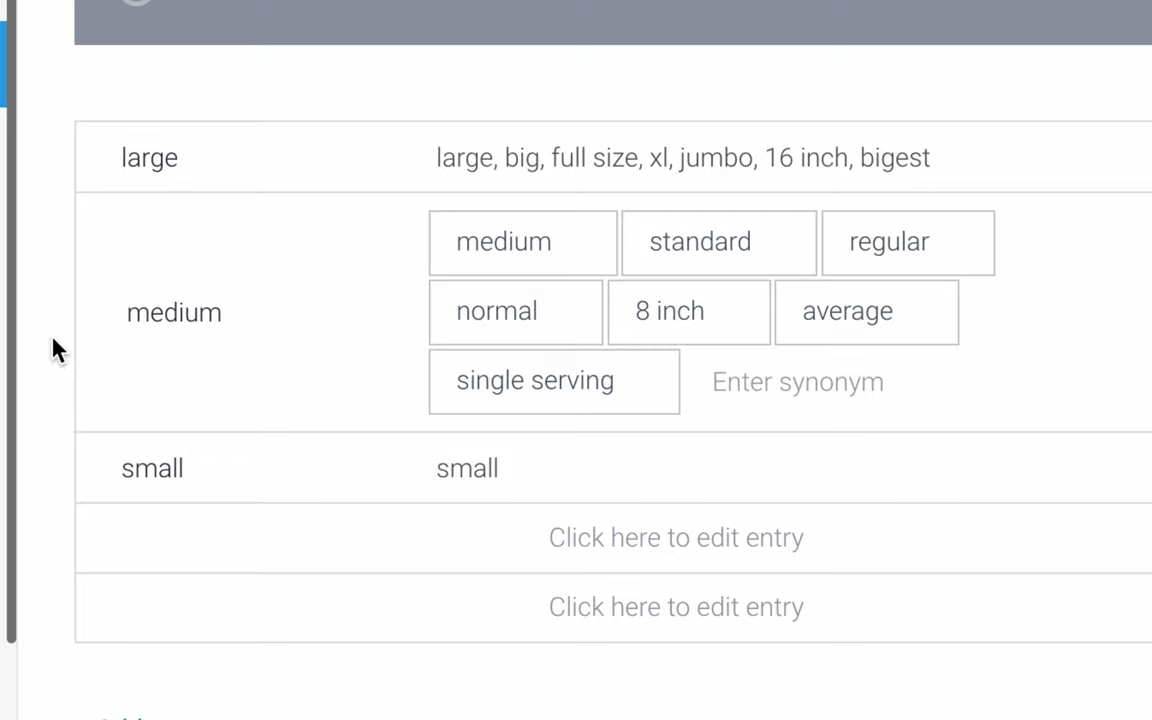 large large, big, full size, xl, jumbo, 16 inch, bigest
medium standard regular
medium normal 8 inch average
single serving Enter synonym
small small
Click here to edit entry
Click here to edit entry